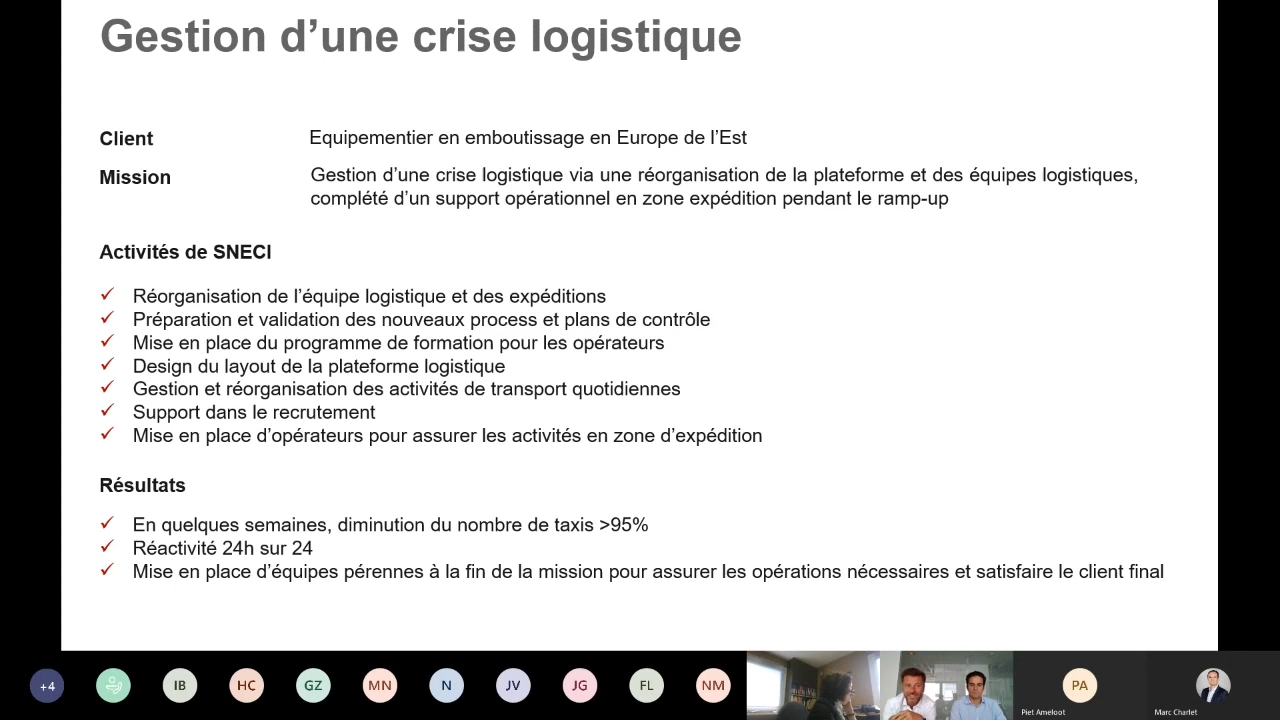 Gestion d’une crise logistique
Client
Equipementier en emboutissage en Europe de l’Est
Mission
Gestion d’une crise logistique via une réorganisation de la plateforme et des équipes logistiques,
complété d’un support opérationnel en zone expédition pendant le ramp-up
Activités de SNECI
Réorganisation de l’équipe logistique et des expéditions
Préparation et validation des nouveaux process et plans de contrôle
Mise en place du programme de formation pour les opérateurs
Design du layout de la plateforme logistique
Gestion et réorganisation des activités de transport quotidiennes
Support dans le recrutement
Mise en place d’opérateurs pour assurer les activités en zone d’expédition
Résultats
En quelques semaines, diminution du nombre de taxis >95%
Réactivité 24h sur 24
Mise en place d’équipes pérennes à la fin de la mission pour assurer les opérations nécessaires et satisfaire le client final
+4
IB
HC
GZ
MN
N
JV
JG
FL
NM
PA
Piet Ameloot
Marc Charlet